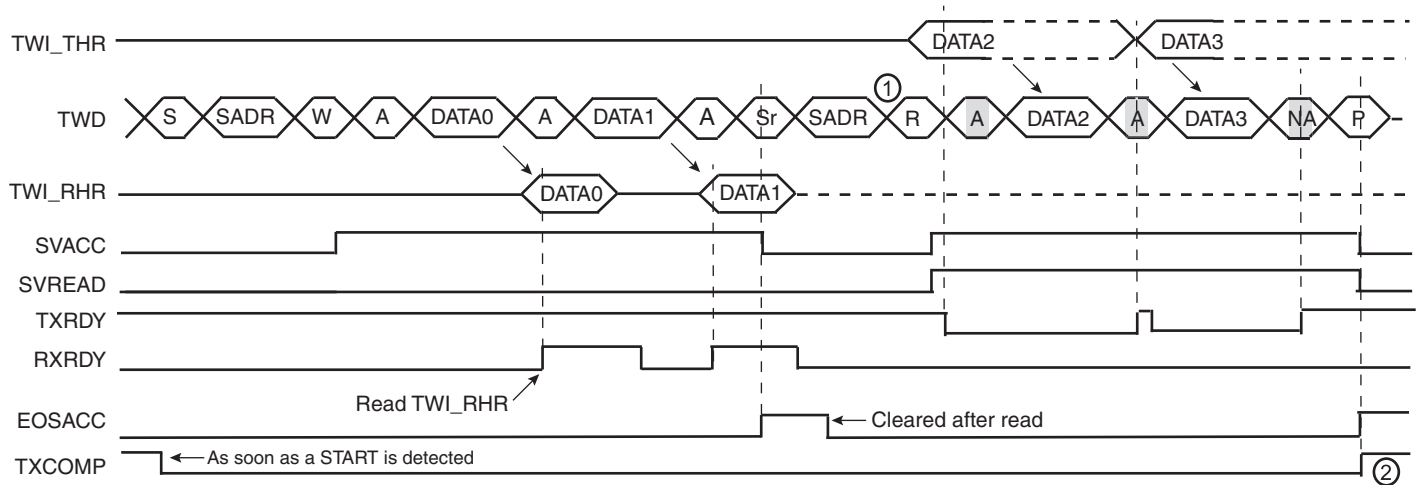 TWI_THR DATA2 DATA3
①
TWD S SADR W A DATA0 A DATA1 A Sr SADR R A DATA2 A DATA3 NA P
TWI_RHR DATA0 DATA1
SVACC
SVREAD
TXRDY
RXRDY
Read TWI_RHR
EOSACC Cleared after read
TXCOMP As soon as a START is detected ②